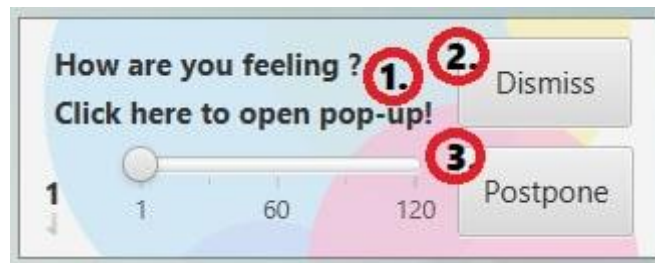 How are you feeling ?
1.
2.
Dismiss
Click here to open pop-up!
3.
Postpone
1
1 60 120